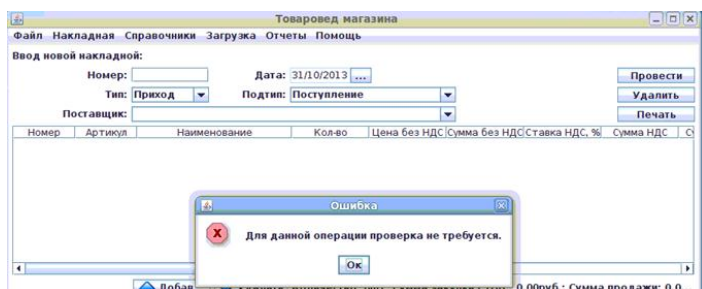 Товаровед магазина
Файл Накладная Справочники Загрузка Отчеты Помощь
Ввод новой накладной:
Номер: Дата: 31/10/2013 ... Провести
Тип: Приход Подтип: Поступление Удалить
Поставщик: Печать
Номер Артикул Наименование Кол-во Цена без НДС Сумма без НДС Ставка НДС, % Сумма НДС
Ошибка
Для данной операции проверка не требуется.
Ок
0,00руб.; Сумма продажи: 0,0...